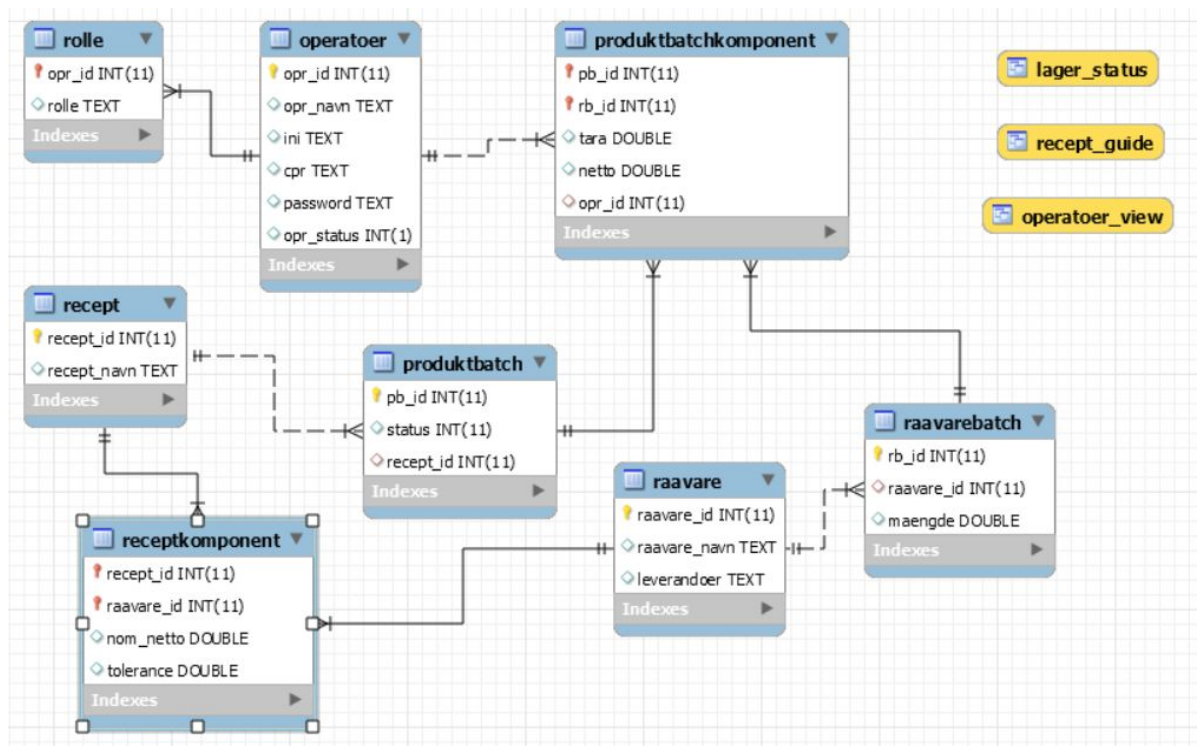 rolle
opr_id INT(11)
rolle TEXT
Indexes
operatoer
opr_id INT(11)
opr_navn TEXT
ini TEXT
cpr TEXT
password TEXT
opr_status INT(1)
Indexes
produktbatchkomponent
pb_id INT(11)
rb_id INT(11)
tara DOUBLE
netto DOUBLE
opr_id INT(11)
Indexes
lager_status
recept_guide
operatoer_view
recept
recept_id INT(11)
recept_navn TEXT
Indexes
produktbatch
pb_id INT(11)
status INT(11)
recept_id INT(11)
Indexes
raavarebatch
rb_id INT(11)
raavare_id INT(11)
maengde DOUBLE
Indexes
raavare
raavare_id INT(11)
raavare_navn TEXT
leverandoer TEXT
Indexes
receptkomponent
recept_id INT(11)
raavare_id INT(11)
nom_netto DOUBLE
tolerance DOUBLE
Indexes